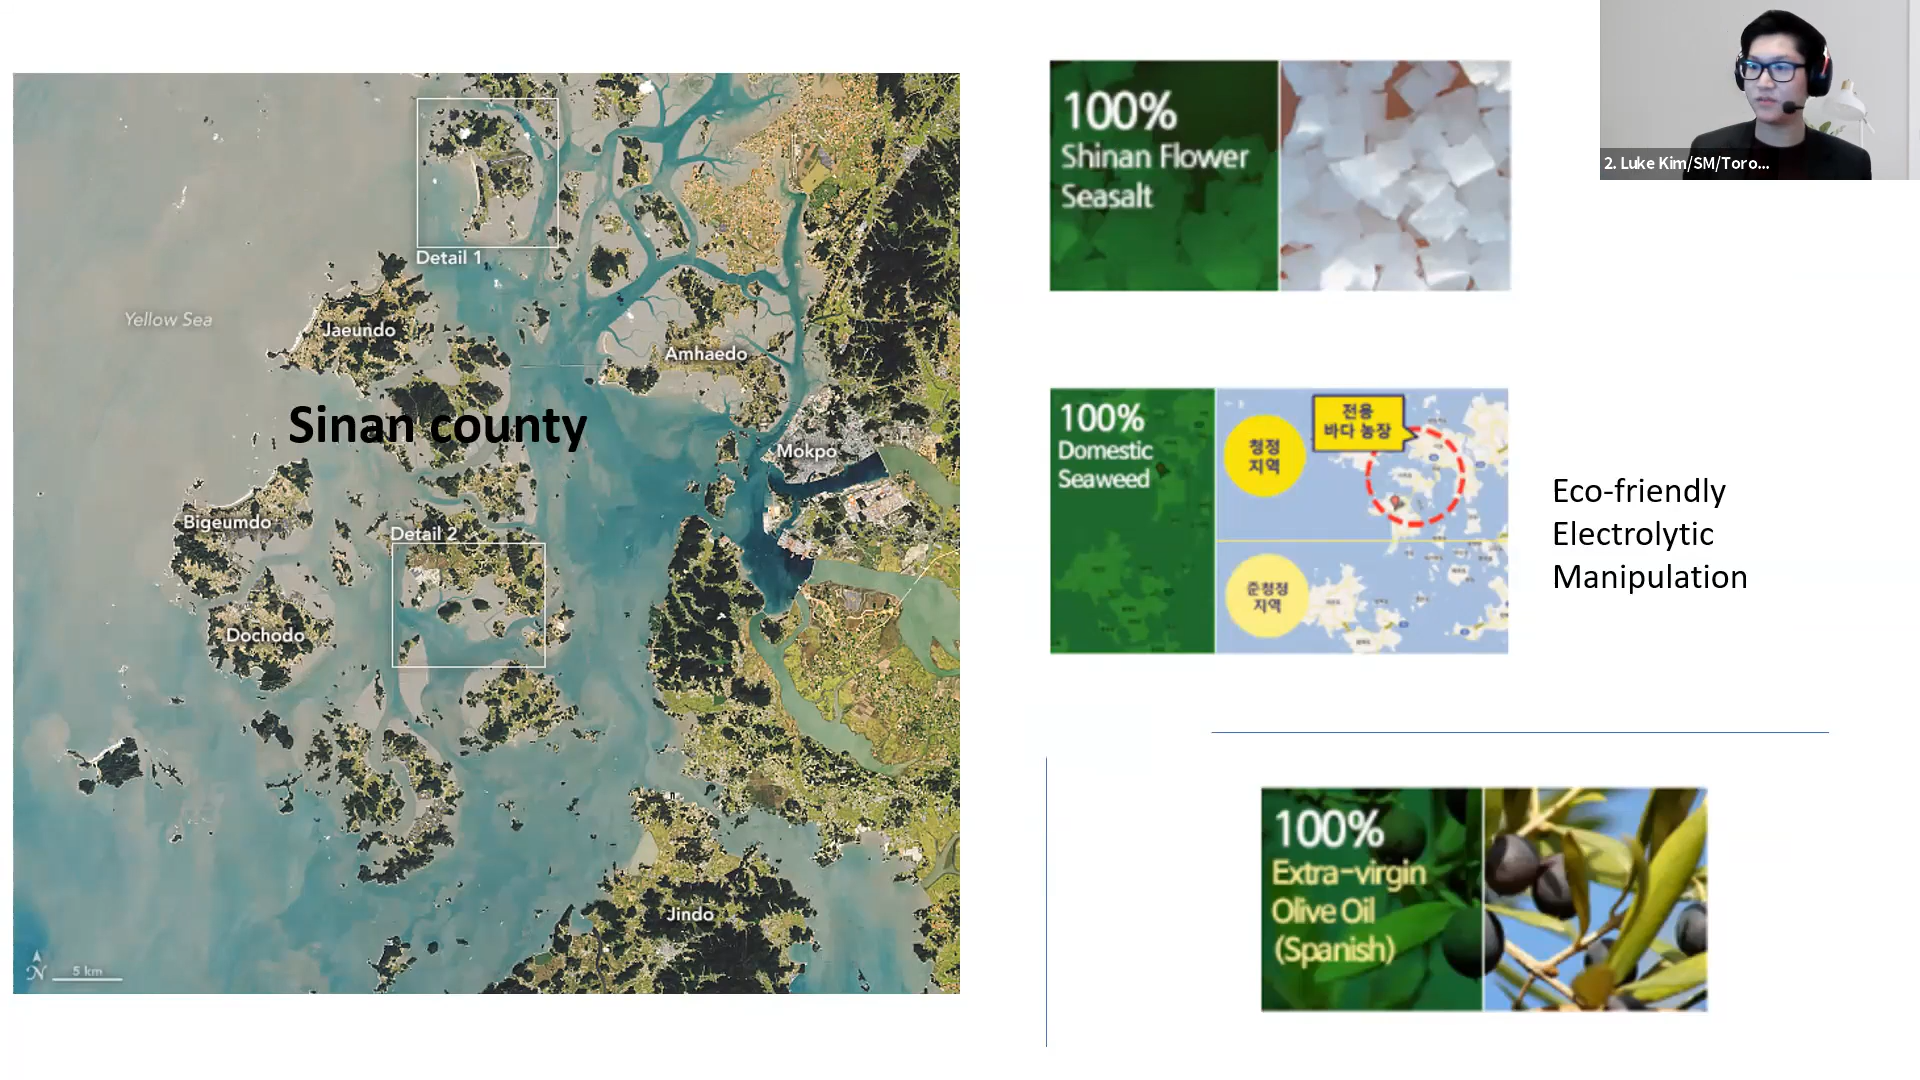 Detail 1
Yellow Sea
Jaeundo
Amhaedo
Sinan county
Mokpo
Bigeumdo
Detail 2
Dochodo
Jindo
N
5 km
100%
Shinan Flower
Seasalt
100%
Domestic
Seaweed
청정
지역
전용
바다 농장
준청정
지역
Eco-friendly
Electrolytic
Manipulation
100%
Extra-virgin
Olive Oil
(Spanish)
2. Luke Kim/SM/Toro...